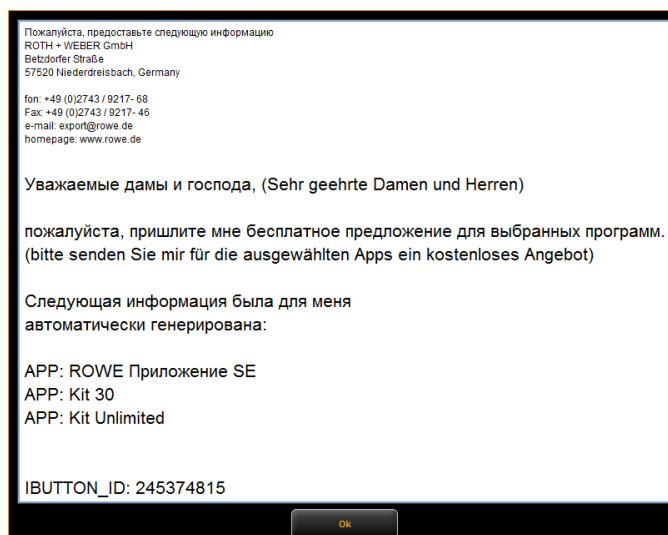 Пожалуйста, предоставьте следующую информацию
ROTH + WEBER GmbH
Betzdorfer Straße
57520 Niederdreisbach, Germany
fon: +49 (0)2743 / 9217- 68
Fax: +49 (0)2743 / 9217- 46
e-mail: export@rowe.de
homepage: www.rowe.de
Уважаемые дамы и господа, (Sehr geehrte Damen und Herren)
пожалуйста, пришлите мне бесплатное предложение для выбранных программ.
(bitte senden Sie mir für die ausgewählten Apps ein kostenloses Angebot)
Следующая информация была для меня
автоматически генерирована:
APP: ROWE Приложение SE
APP: Kit 30
APP: Kit Unlimited
IBUTTON_ID: 245374815
Ok